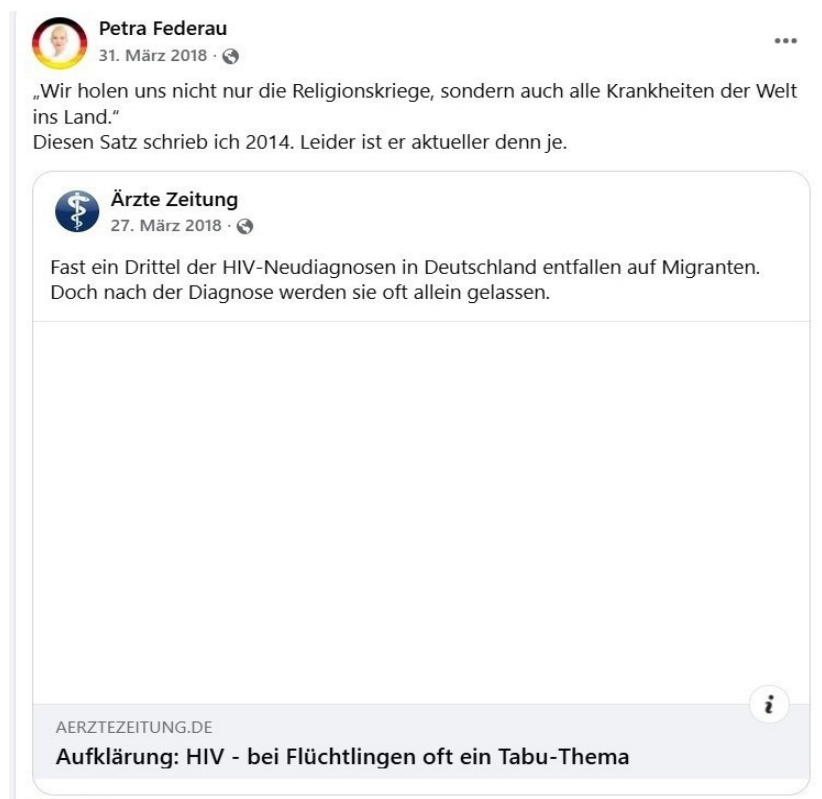 Petra Federau
31. März 2018 ·
„Wir holen uns nicht nur die Religionskriege, sondern auch alle Krankheiten der Welt
ins Land.“
Diesen Satz schrieb ich 2014. Leider ist er aktueller denn je.
Ärzte Zeitung
27. März 2018 ·
Fast ein Drittel der HIV-Neudiagnosen in Deutschland entfallen auf Migranten.
Doch nach der Diagnose werden sie oft allein gelassen.
AERZTEZEITUNG.DE
Aufklärung: HIV - bei Flüchtlingen oft ein Tabu-Thema